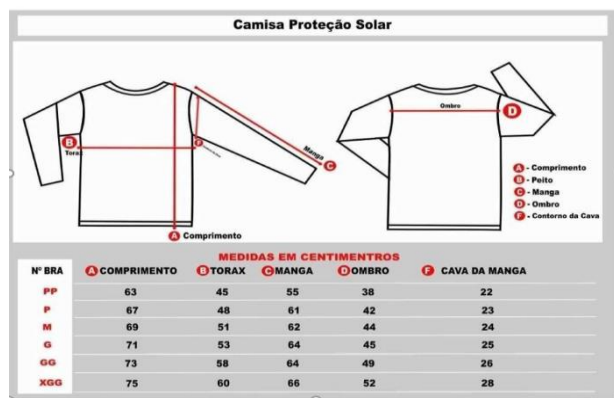 Camisa Proteção Solar
Ombro
D
B
Torax
F
Manga
C
A Comprimento
A - Comprimento
B - Peito
C - Manga
D - Ombro
F - Contorno da Cava
MEDIDAS EM CENTIMENTROS
Nº BRA A COMPRIMENTO B TORAX C MANGA D OMBRO F CAVA DA MANGA
PP 63 45 55 38 22
P 67 48 61 42 23
M 69 51 62 44 24
G 71 53 64 45 25
GG 73 58 64 49 26
XGG 75 60 66 52 28